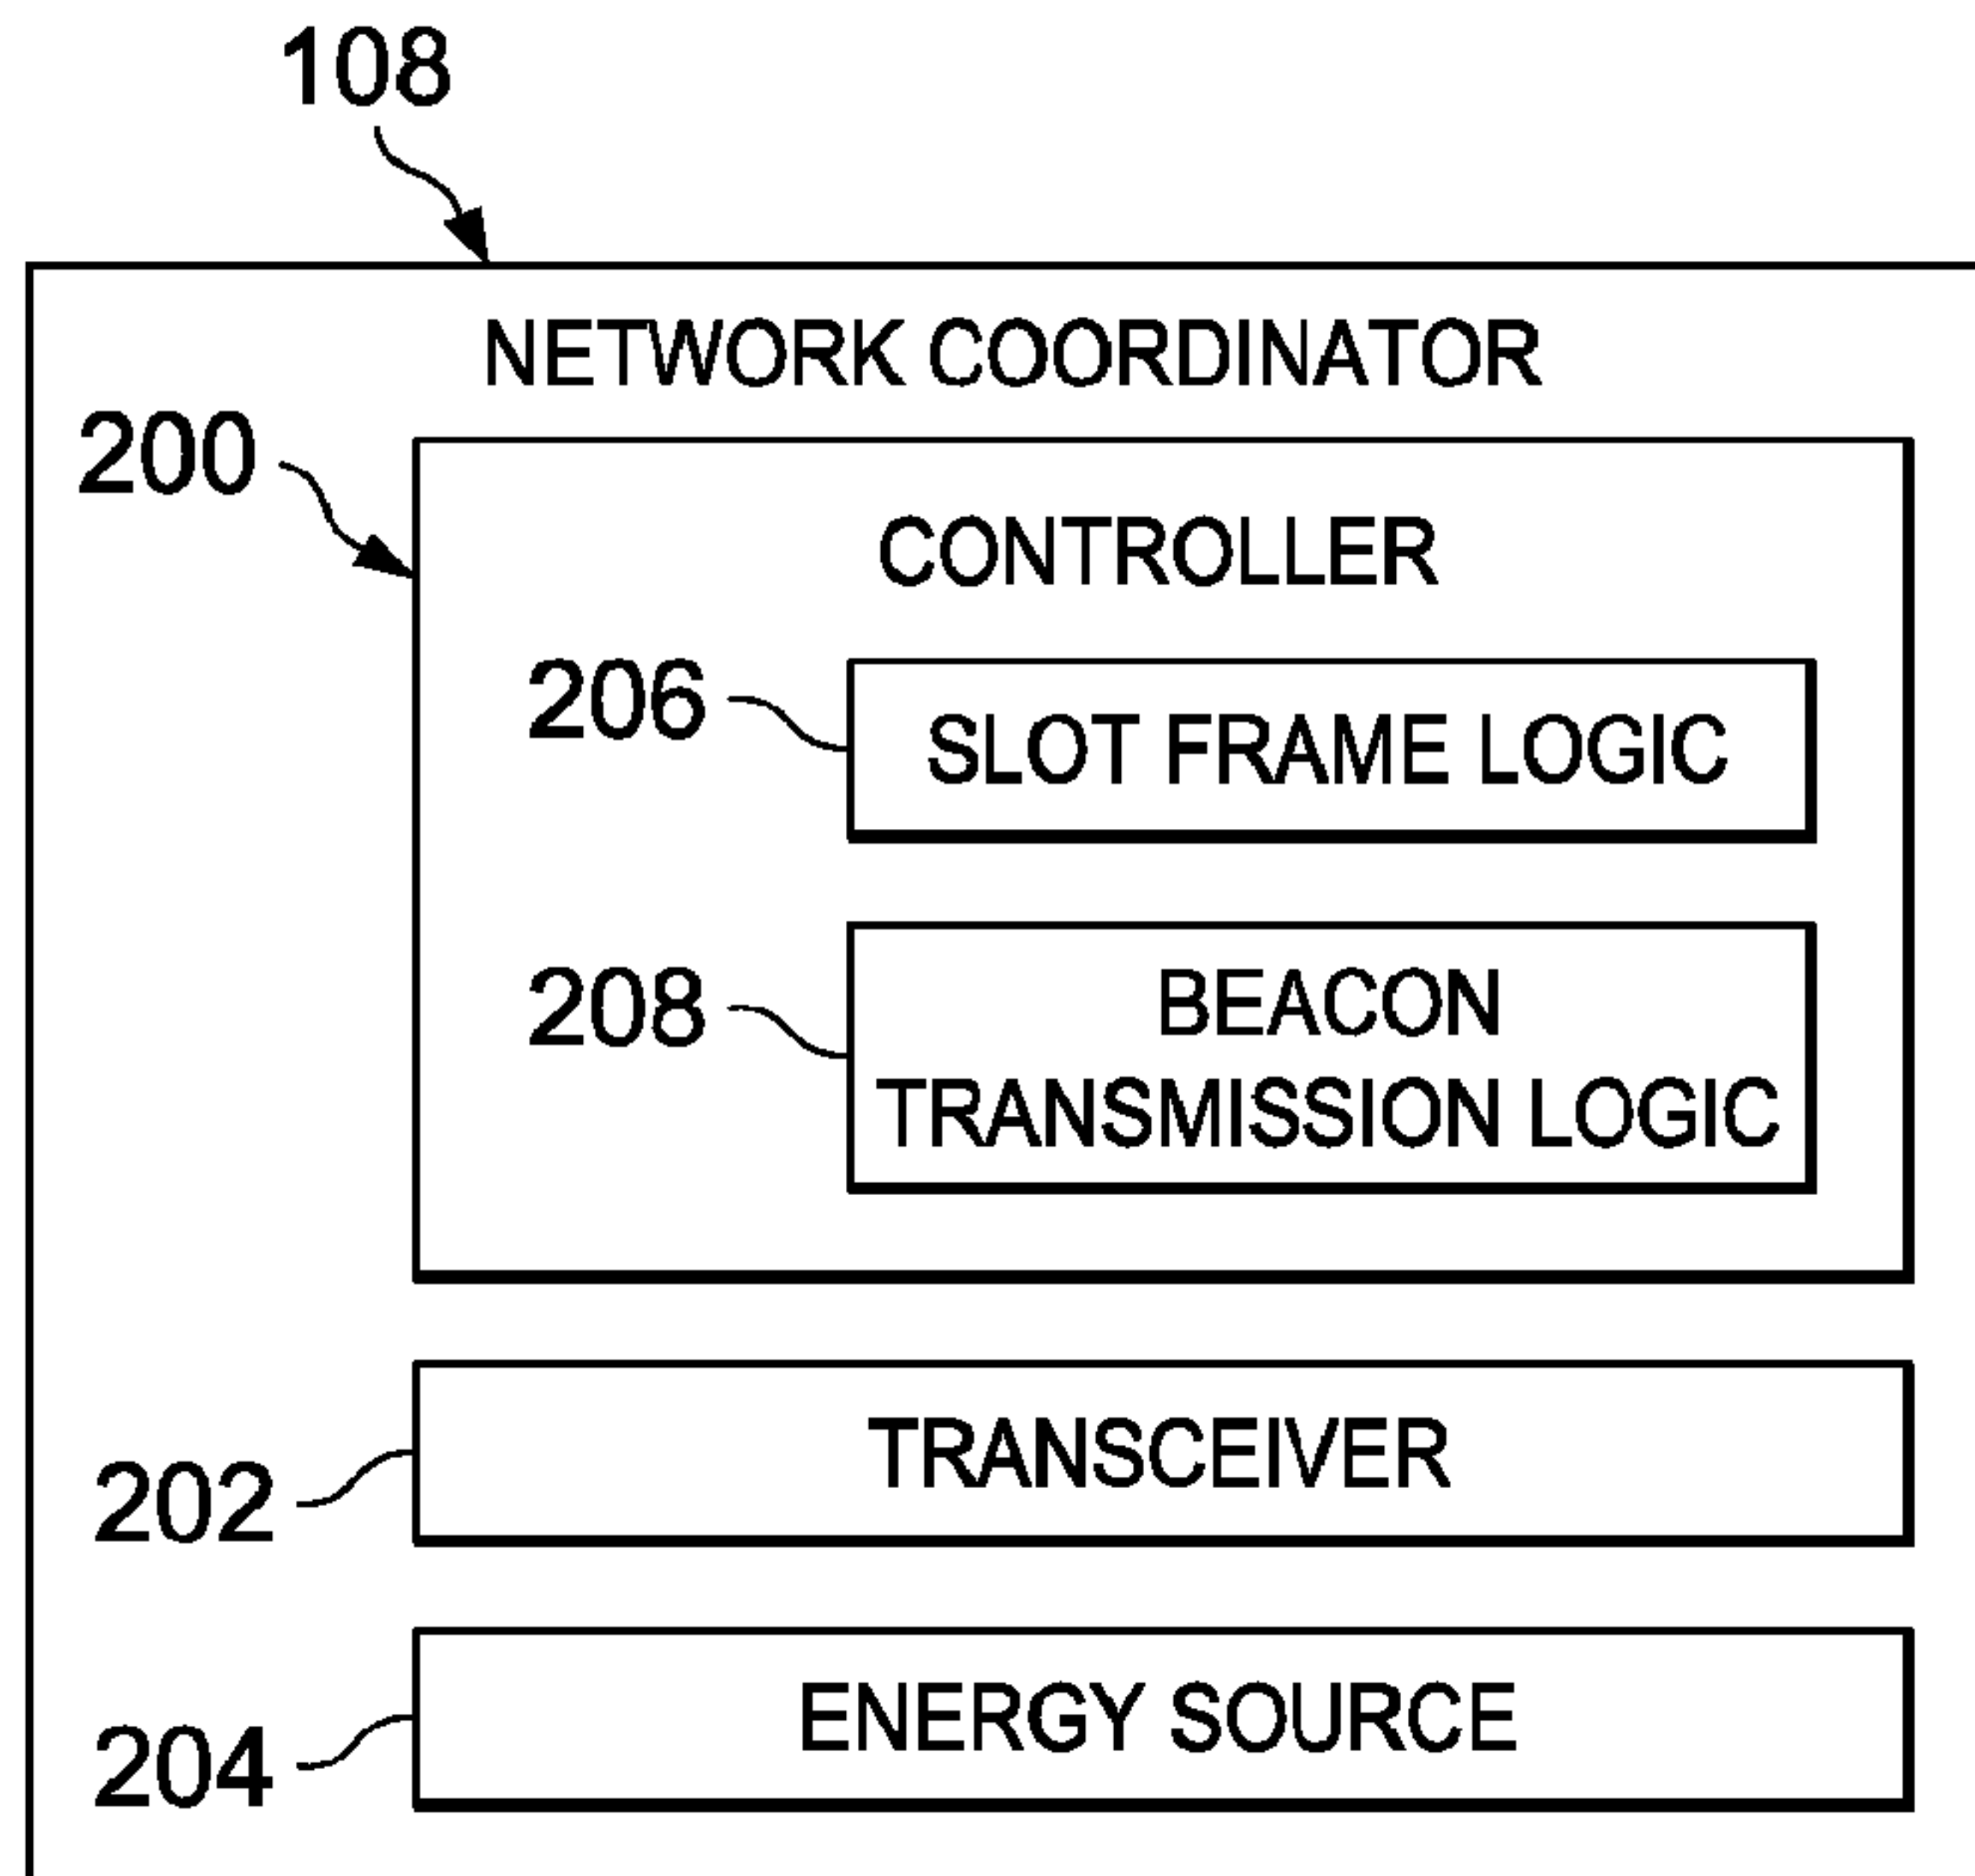 108
NETWORK COORDINATOR
200
CONTROLLER
206
SLOT FRAME LOGIC
208
BEACON
TRANSMISSION LOGIC
202
TRANSCEIVER
204
ENERGY SOURCE